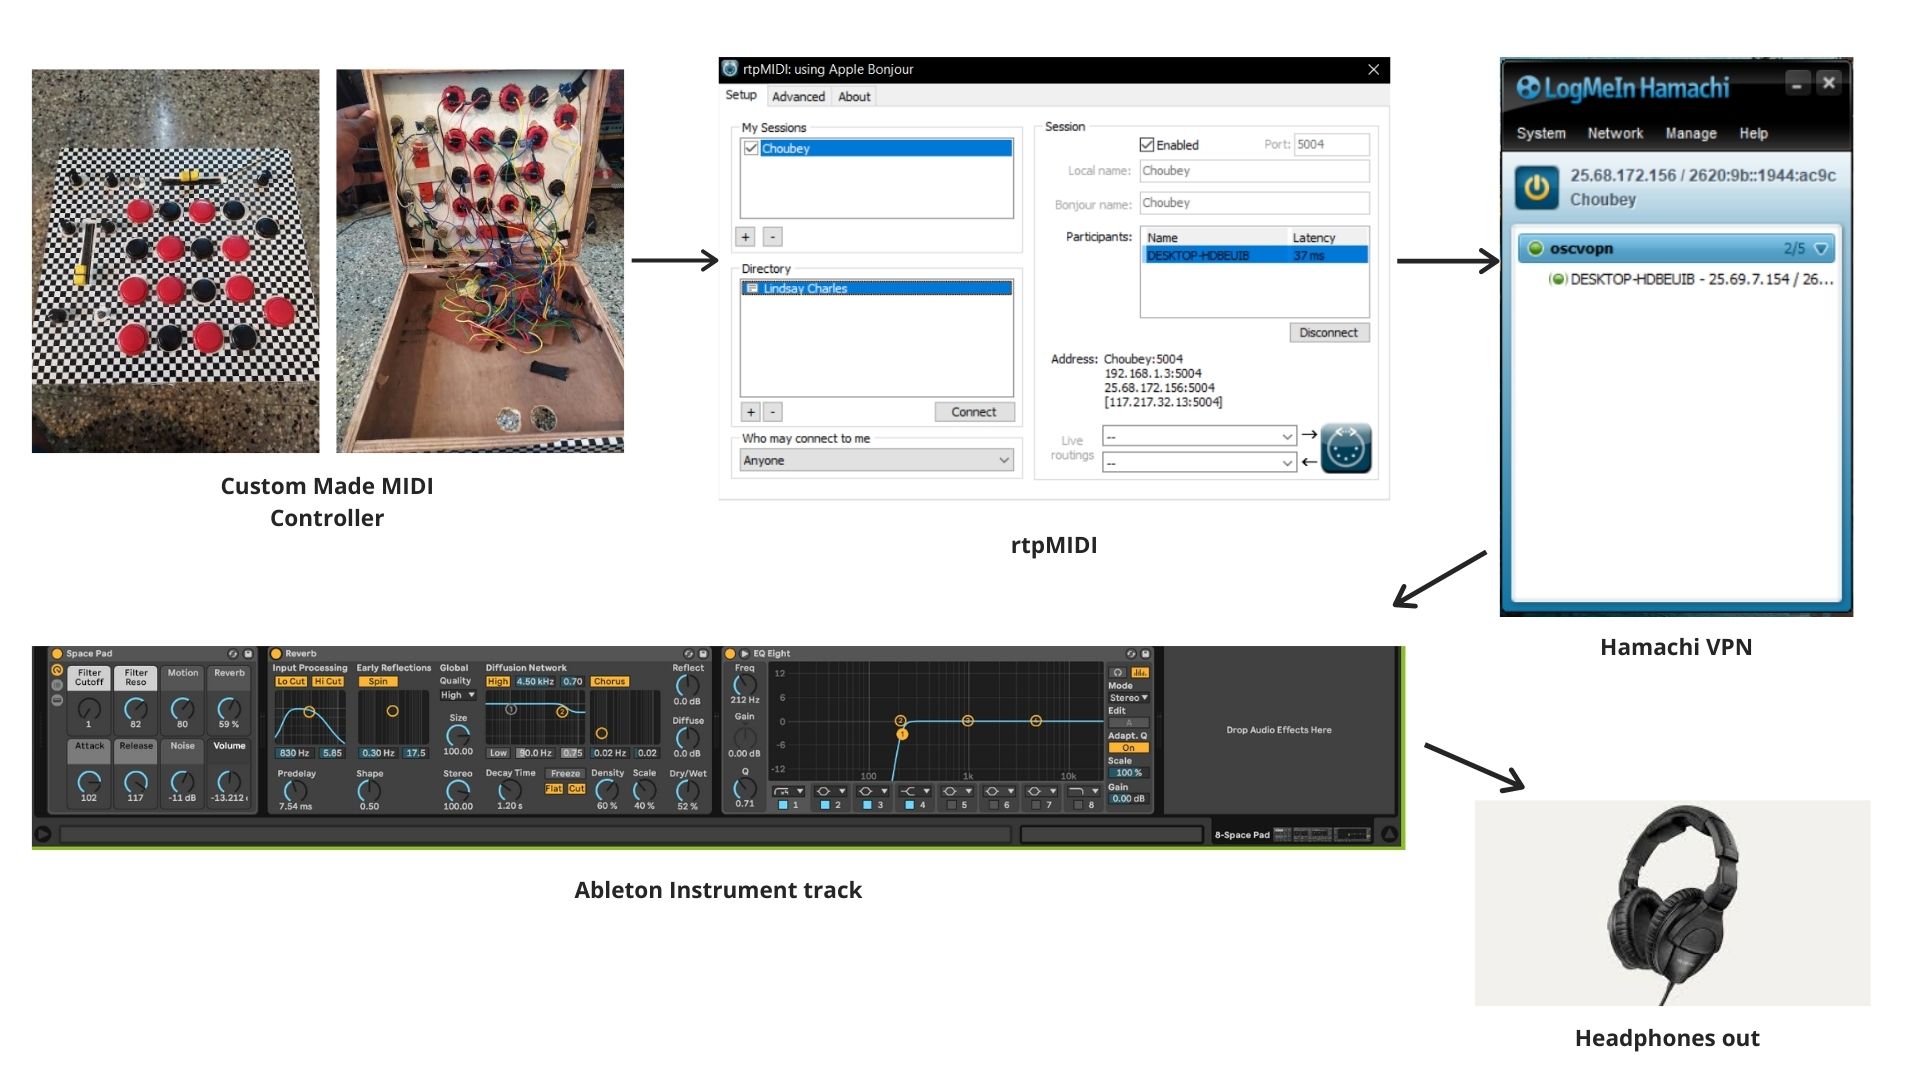 rtpMIDI: using Apple Bonjour
Setup Advanced About
My Sessions
Choubey
+ -
Directory
Lindsay Charles
+ - Connect
Who may connect to me
Anyone
Session
Enabled Port: 5004
Local name: Choubey
Bonjour name: Choubey
Participants: Name Latency
DESKTOP-HDBEUIB 37 ms
Disconnect
Address: Choubey:5004
192.168.1.3:5004
25.68.172.156:5004
[117.217.32.13:5004]
Live routings -- --
LogMeIn Hamachi
System Network Manage Help
25.68.172.156 / 2620:9b::1944:ac9c
Choubey
oscvopn 2/5
DESKTOP-HDBEUIB - 25.69.7.154 / 26...
Custom Made MIDI
Controller
rtpMIDI
Hamachi VPN
Space Pad
Filter Cutoff Filter Reso Motion Reverb
1 82 80 59 %
Attack Release Noise Volume
102 117 -11 dB -13.212
Reverb
Input Processing Early Reflections Global Diffusion Network Reflect
Lo Cut Hi Cut Spin Quality High 4.50 kHz 0.70 Chorus
High
0.0 dB
Size Diffuse
100.00 0.0 dB
830 Hz 5.85 0.30 Hz 17.5 Low 90.0 Hz 0.75 0.02 Hz 0.02
Predelay Shape Stereo Decay Time Freeze Density Scale Dry/Wet
Flat Cut
7.54 ms 0.50 100.00 1.20 s 60 % 40 % 52 %
EQ Eight
Freq
212 Hz
Gain
0.00 dB
Q
0.71
12
6
0
-6
-12
100 1k 10k
1 2 3 4
1 2 3 4 5 6 7 8
Mode
Stereo
Edit
A
Adapt. Q
On
Scale
100 %
Gain
0.00 dB
Drop Audio Effects Here
8-Space Pad
Ableton Instrument track
Headphones out